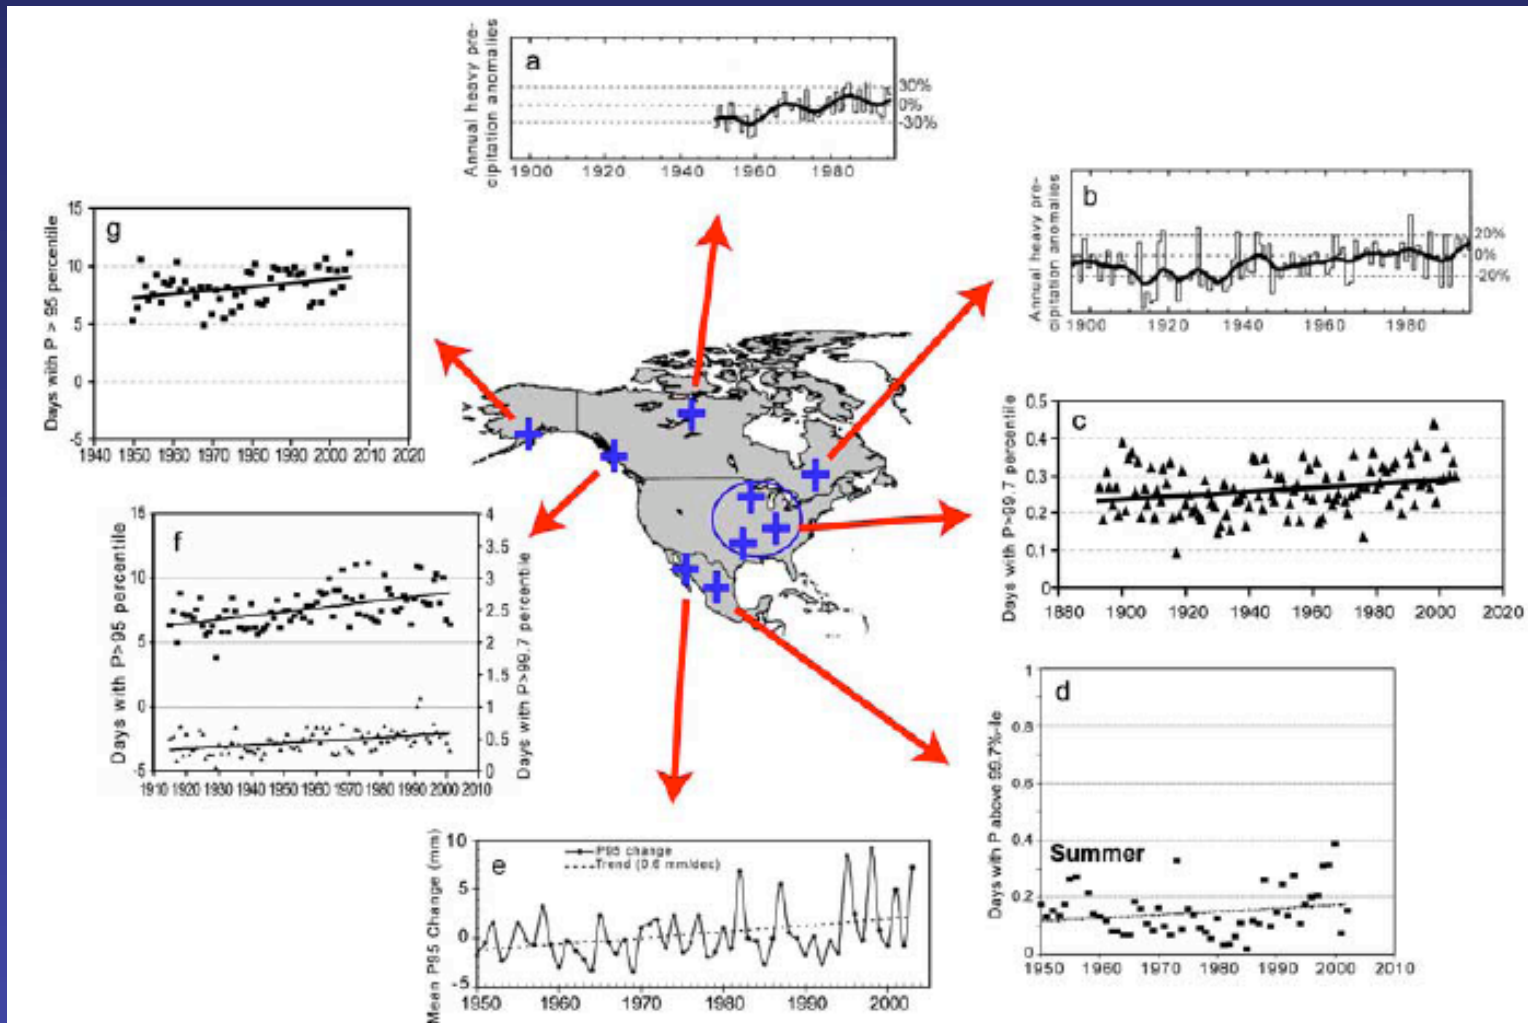 a
Annual heavy pre-
cipitation anomalies
30%
0%
-30%
1900 1920 1940 1960 1980
b
Annual heavy pre-
cipitation anomalies
20%
0%
-20%
1900 1920 1940 1960 1980
g
Days with P > 95 percentile
15
10
5
0
-5
1940 1950 1960 1970 1980 1990 2000 2010 2020
c
Days with P>99.7 percentile
0.5
0.4
0.3
0.2
0.1
0
1880 1900 1920 1940 1960 1980 2000 2020
f
Days with P>95 percentile
15
10
5
0
-5
Days with P>99.7 percentile
4
3.5
3
2.5
2
1.5
1
0.5
0
1910 1920 1930 1940 1950 1960 1970 1980 1990 2000 2010
d
Days with P above 99.7%-ile
1
0.8
0.6
0.4
0.2
0
Summer
1950 1960 1970 1980 1990 2000 2010
e
Mean P95 Change (mm)
10
5
0
-5
P95 change
Trend (0.6 mm/dec)
1950 1960 1970 1980 1990 2000